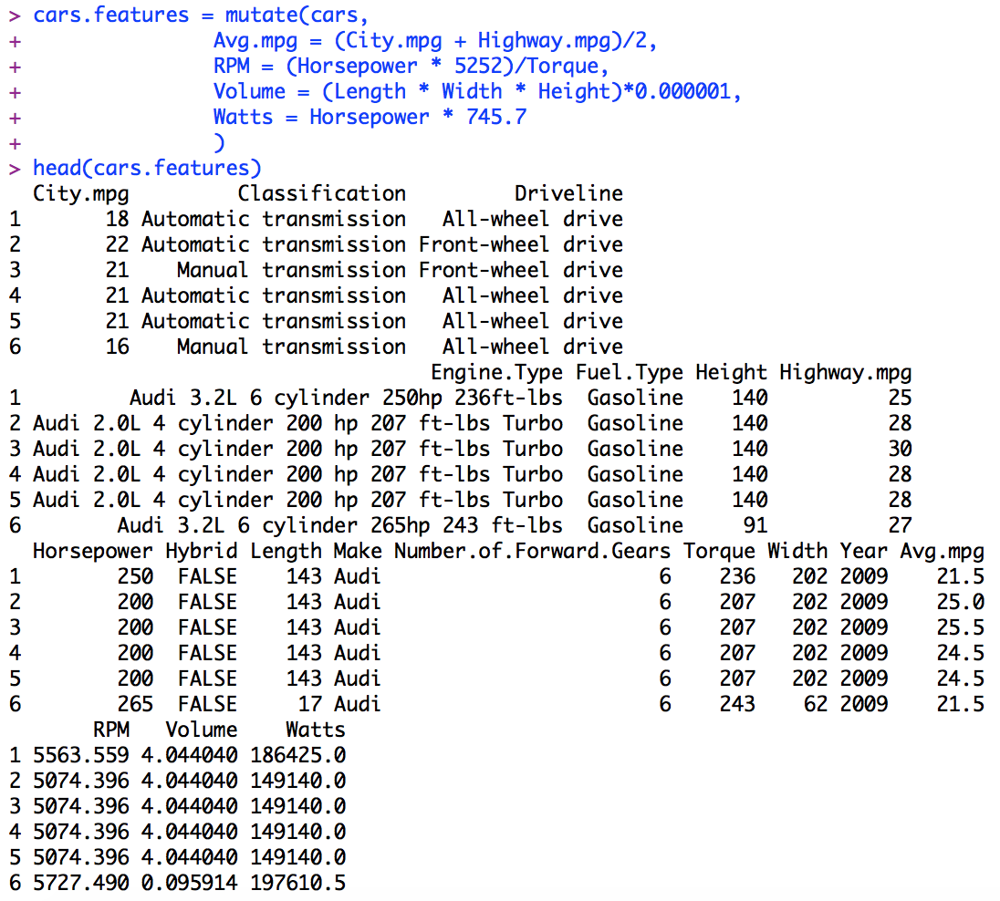 > cars.features = mutate(cars,
+                Avg.mpg = (City.mpg + Highway.mpg)/2,
+                RPM = (Horsepower * 5252)/Torque,
+                Volume = (Length * Width * Height)*0.000001,
+                Watts = Horsepower * 745.7
+                )
> head(cars.features)
  City.mpg         Classification         Driveline
1       18 Automatic transmission   All-wheel drive
2       22 Automatic transmission Front-wheel drive
3       21    Manual transmission Front-wheel drive
4       21 Automatic transmission   All-wheel drive
5       21 Automatic transmission   All-wheel drive
6       16    Manual transmission   All-wheel drive
                                   Engine.Type Fuel.Type Height Highway.mpg
1         Audi 3.2L 6 cylinder 250hp 236ft-lbs  Gasoline    140          25
2 Audi 2.0L 4 cylinder 200 hp 207 ft-lbs Turbo  Gasoline    140          28
3 Audi 2.0L 4 cylinder 200 hp 207 ft-lbs Turbo  Gasoline    140          30
4 Audi 2.0L 4 cylinder 200 hp 207 ft-lbs Turbo  Gasoline    140          28
5 Audi 2.0L 4 cylinder 200 hp 207 ft-lbs Turbo  Gasoline    140          28
6        Audi 3.2L 6 cylinder 265hp 243 ft-lbs  Gasoline     91          27
  Horsepower Hybrid Length Make Number.of.Forward.Gears Torque Width Year Avg.mpg
1        250  FALSE    143 Audi                       6    236   202 2009    21.5
2        200  FALSE    143 Audi                       6    207   202 2009    25.0
3        200  FALSE    143 Audi                       6    207   202 2009    25.5
4        200  FALSE    143 Audi                       6    207   202 2009    24.5
5        200  FALSE    143 Audi                       6    207   202 2009    24.5
6        265  FALSE     17 Audi                       6    243    62 2009    21.5
       RPM   Volume    Watts
1 5563.559 4.044040 186425.0
2 5074.396 4.044040 149140.0
3 5074.396 4.044040 149140.0
4 5074.396 4.044040 149140.0
5 5074.396 4.044040 149140.0
6 5727.490 0.095914 197610.5